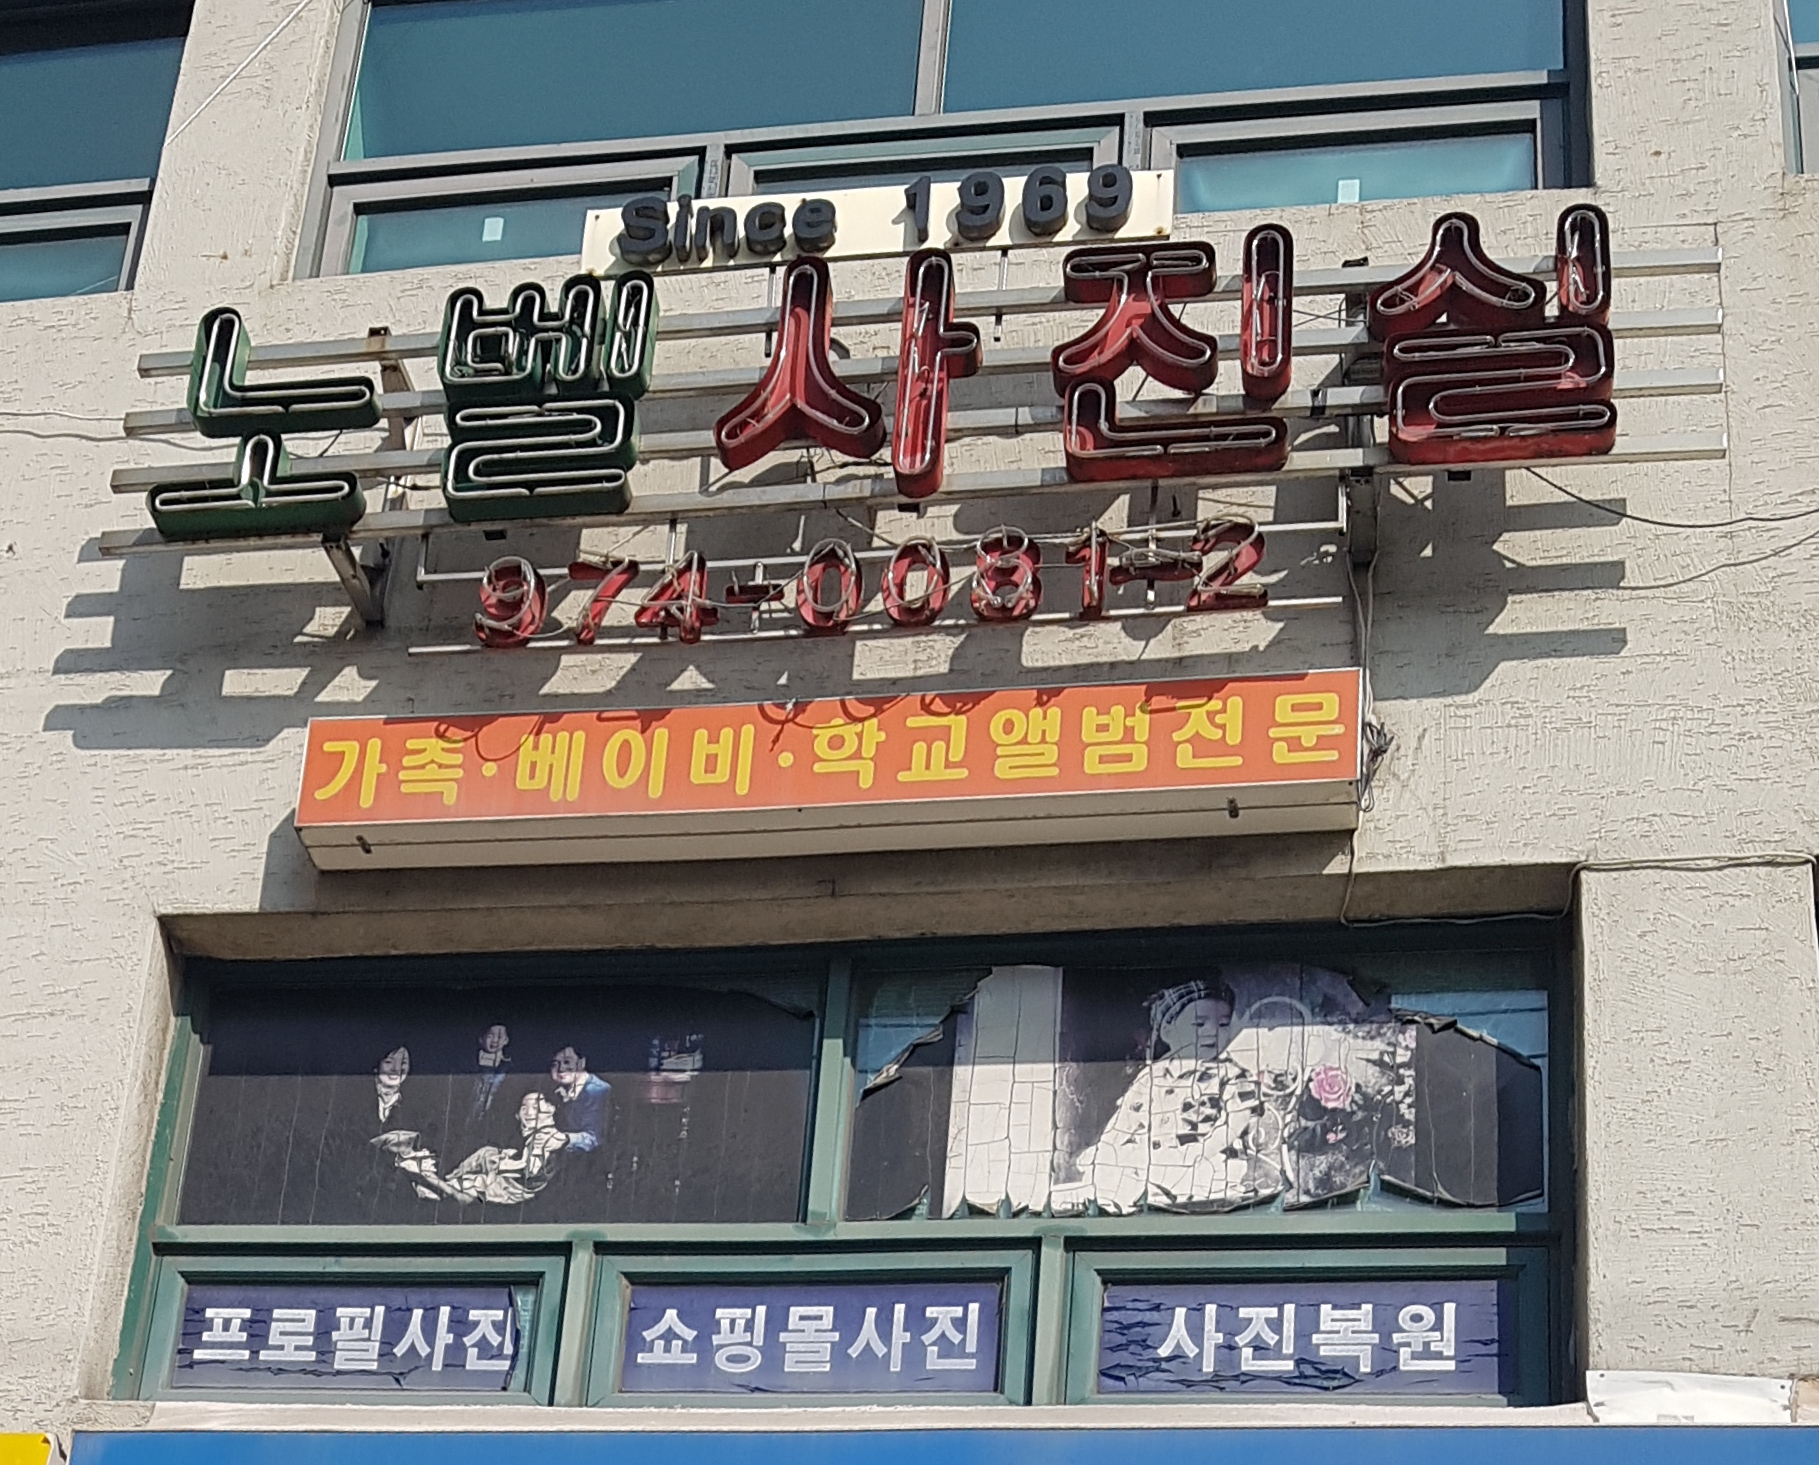 Since 1969
노벨사진실
974-0081-2
가족·베이비·학교앨범전문
프로필사진
쇼핑몰사진
사진복원